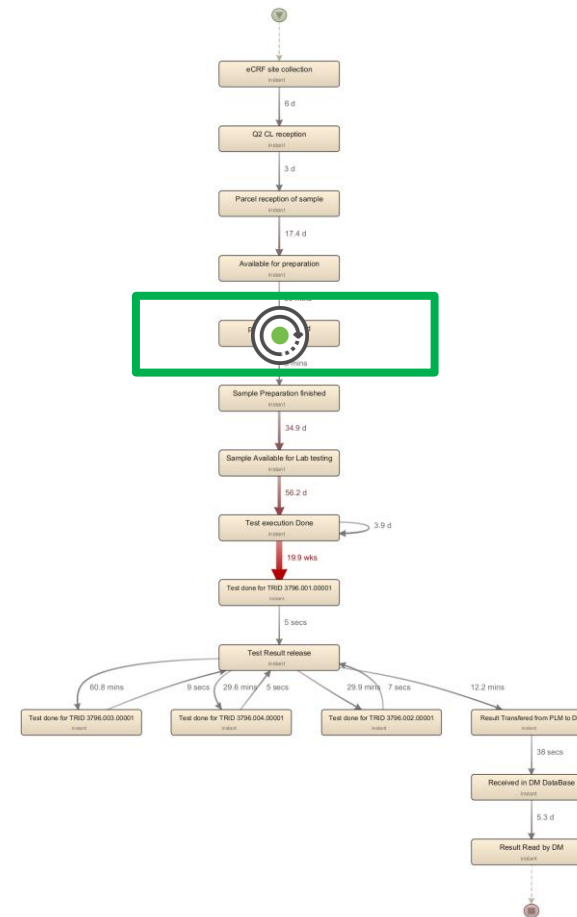 eCRF site collection
instant
6 d
Q2 CL reception
instant
3 d
Parcel reception of sample
instant
17.4 d
Available for preparation
instant
mins
mins
Sample Preparation finished
instant
34.9 d
Sample Available for Lab testing
instant
56.2 d
Test execution Done
instant
3.9 d
19.9 wks
Test done for TRID 3796.001.00001
instant
5 secs
Test Result release
instant
60.8 mins
9 secs
29.6 mins
5 secs
29.9 mins
7 secs
12.2 mins
Test done for TRID 3796.003.00001
instant
Test done for TRID 3796.004.00001
instant
Test done for TRID 3796.002.00001
instant
Result Transfered from PLM to D
instant
38 secs
Received in DM DataBase
instant
5.3 d
Result Read by DM
instant